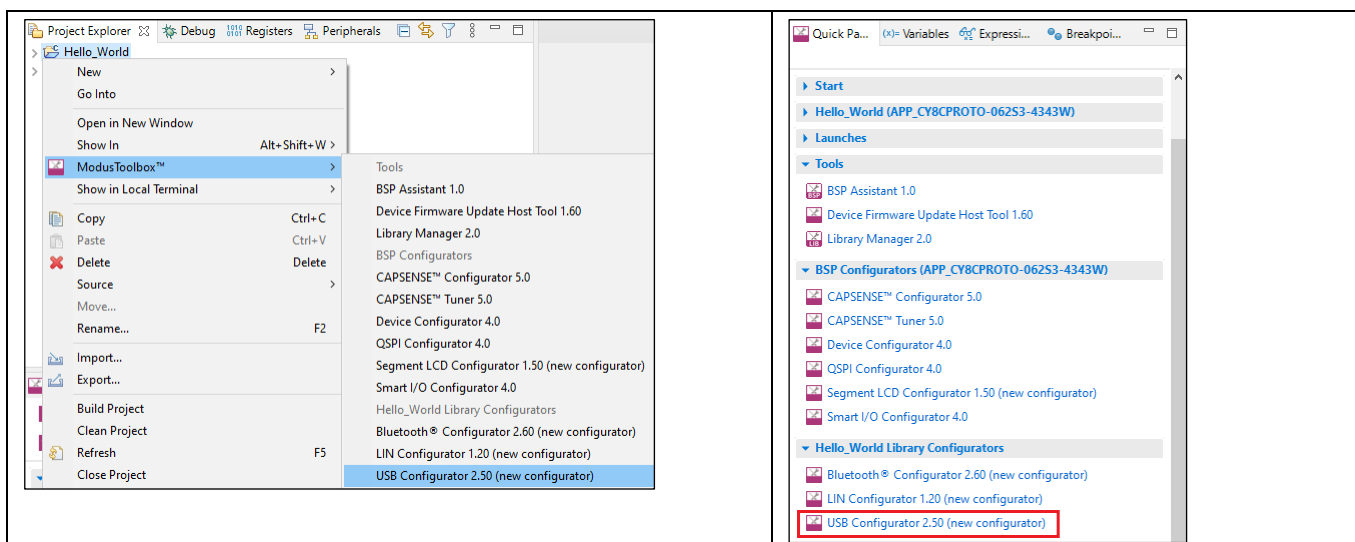 Project Explorer Debug Registers Peripherals
Hello_World
New
Go Into
Open in New Window
Show In Alt+Shift+W >
ModusToolbox™
Show in Local Terminal
Copy Ctrl+C
Paste Ctrl+V
Delete Delete
Source
Move...
Rename... F2
Import...
Export...
Build Project
Clean Project
Refresh F5
Close Project
Tools
BSP Assistant 1.0
Device Firmware Update Host Tool 1.60
Library Manager 2.0
BSP Configurators
CAPSENSE™ Configurator 5.0
CAPSENSE™ Tuner 5.0
Device Configurator 4.0
QSPI Configurator 4.0
Segment LCD Configurator 1.50 (new configurator)
Smart I/O Configurator 4.0
Hello_World Library Configurators
Bluetooth® Configurator 2.60 (new configurator)
LIN Configurator 1.20 (new configurator)
USB Configurator 2.50 (new configurator)
Quick Pa... (x)= Variables Expressi... Breakpoi...
Start
Hello_World (APP_CY8CPROTO-062S3-4343W)
Launches
Tools
BSP Assistant 1.0
Device Firmware Update Host Tool 1.60
Library Manager 2.0
BSP Configurators (APP_CY8CPROTO-062S3-4343W)
CAPSENSE™ Configurator 5.0
CAPSENSE™ Tuner 5.0
Device Configurator 4.0
QSPI Configurator 4.0
Segment LCD Configurator 1.50 (new configurator)
Smart I/O Configurator 4.0
Hello_World Library Configurators
Bluetooth® Configurator 2.60 (new configurator)
LIN Configurator 1.20 (new configurator)
USB Configurator 2.50 (new configurator)